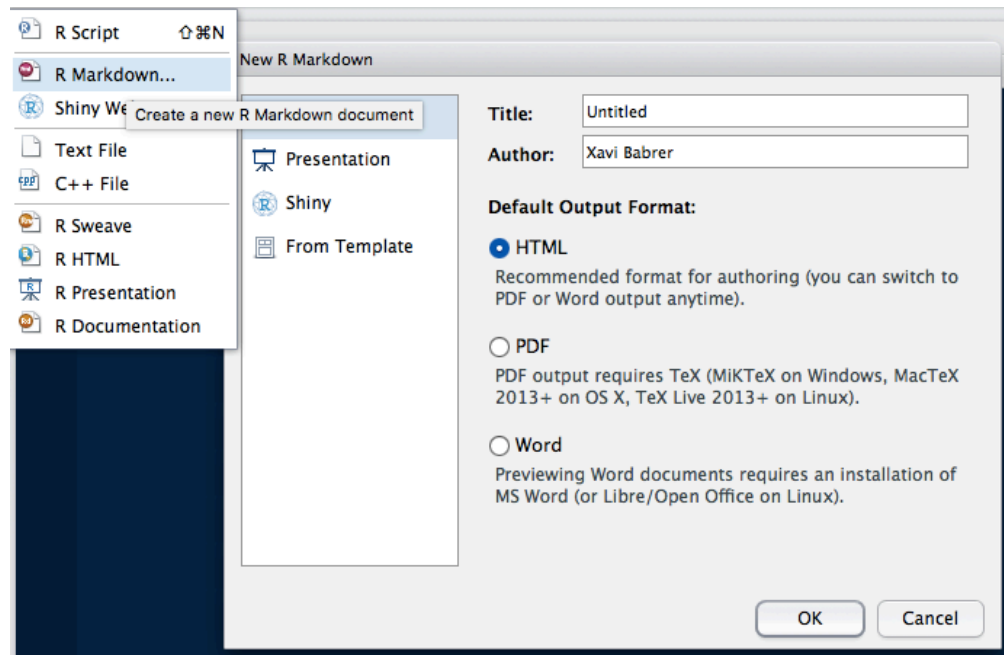 R Script ⇧⌘N
R Markdown...
Shiny We
Create a new R Markdown document
Text File
C++ File
R Sweave
R HTML
R Presentation
R Documentation
New R Markdown
Presentation
Shiny
From Template
Title: Untitled
Author: Xavi Babrer
Default Output Format:
HTML
Recommended format for authoring (you can switch to
PDF or Word output anytime).
PDF
PDF output requires TeX (MiKTeX on Windows, MacTeX
2013+ on OS X, TeX Live 2013+ on Linux).
Word
Previewing Word documents requires an installation of
MS Word (or Libre/Open Office on Linux).
OK Cancel